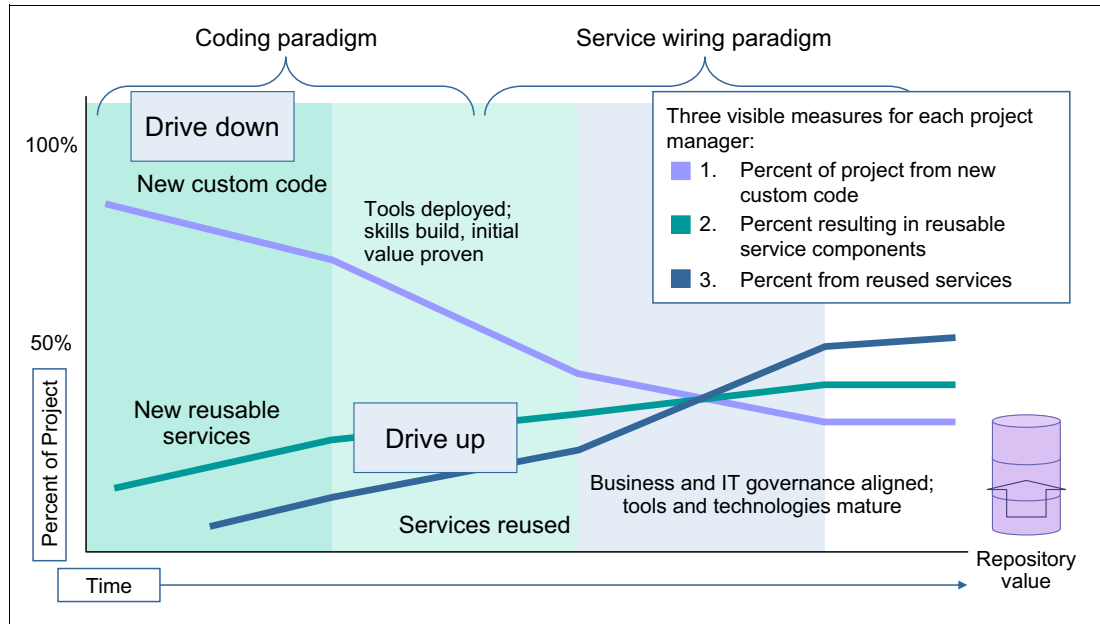 Coding paradigm
Service wiring paradigm
Drive down
100%
New custom code
Tools deployed;
skills build, initial
value proven
Three visible measures for each project
manager:
1. Percent of project from new
custom code
2. Percent resulting in reusable
service components
3. Percent from reused services
50%
Percent of Project
New reusable
services
Drive up
Services reused
Business and IT governance aligned;
tools and technologies mature
Repository
value
Time